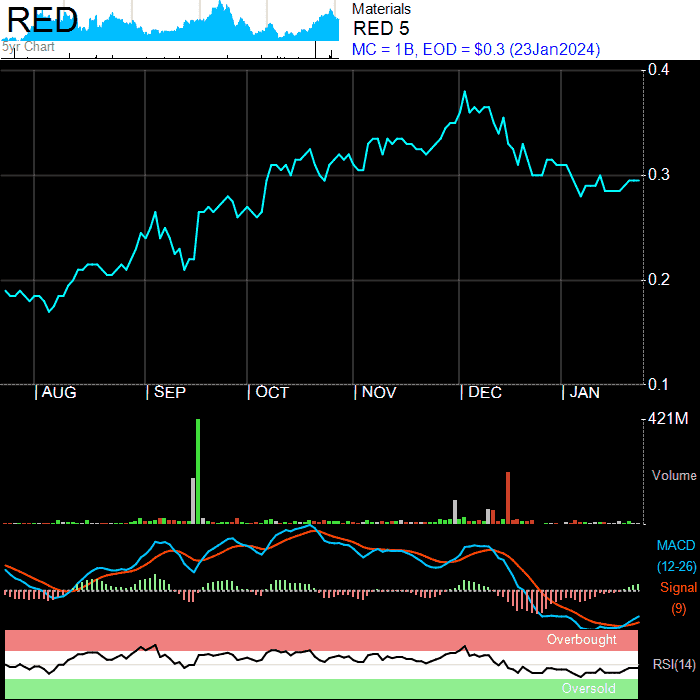 RED
5yr Chart
Materials
RED 5
MC = 1B, EOD = $0.3 (23Jan2024)
0.4
0.3
0.2
0.1
AUG SEP OCT NOV DEC JAN
421M
Volume
MACD
(12-26)
Signal
(9)
Overbought
RSI(14)
Oversold